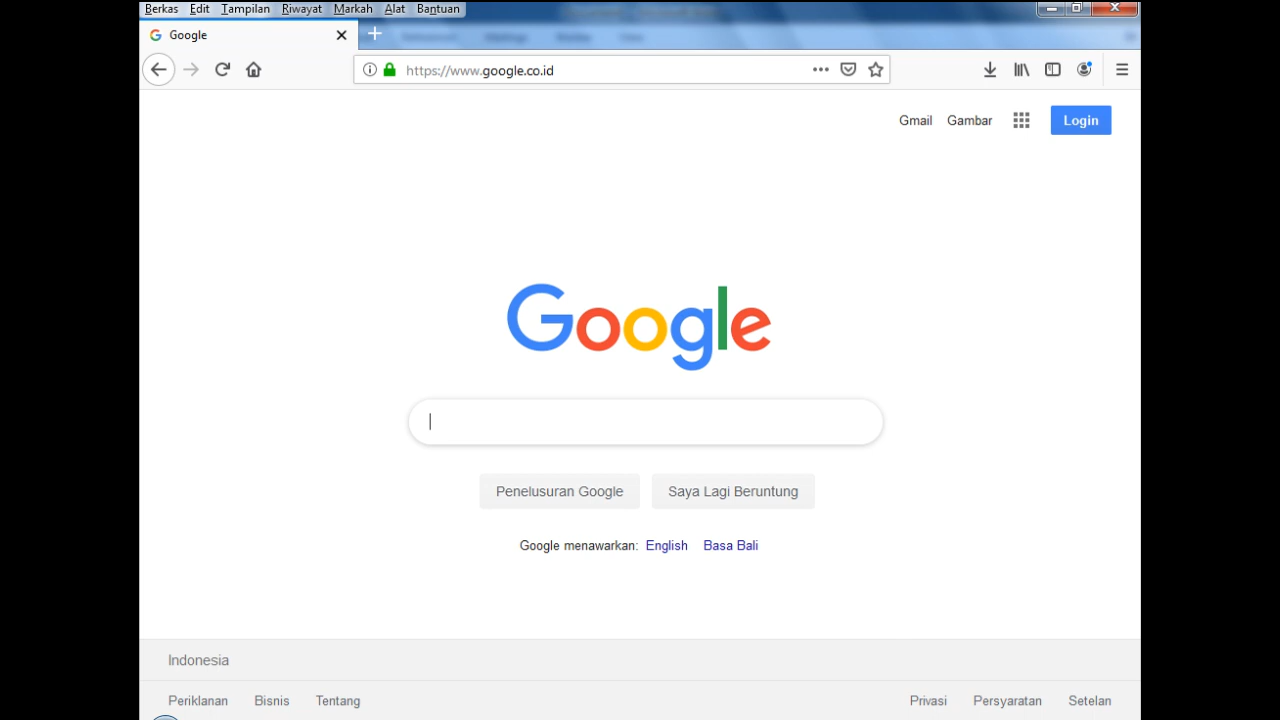 Berkas Edit Tampilan Riwayat Markah Alat Bantuan
Google
https://www.google.co.id
Gmail Gambar Login
Google
Penelusuran Google Saya Lagi Beruntung
Google menawarkan: English Basa Bali
Indonesia
Periklanan Bisnis Tentang Privasi Persyaratan Setelan